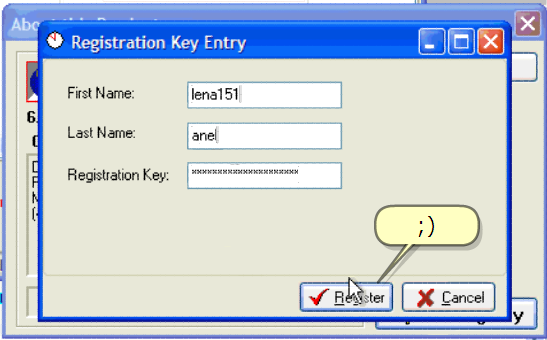 Registration Key Entry
First Name:
lena151
Last Name:
anel
Registration Key:
*********************
;)
Register
Cancel